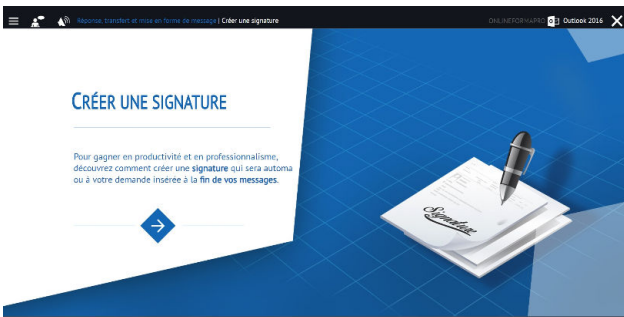 Réponse, transfert et mise en forme de message | Créer une signature
ONLINEFORMAPRO Outlook 2016
CRÉER UNE SIGNATURE
Pour gagner en productivité et en professionnalisme,
découvrez comment créer une signature qui sera automa
ou à votre demande insérée à la fin de vos messages.
Signature